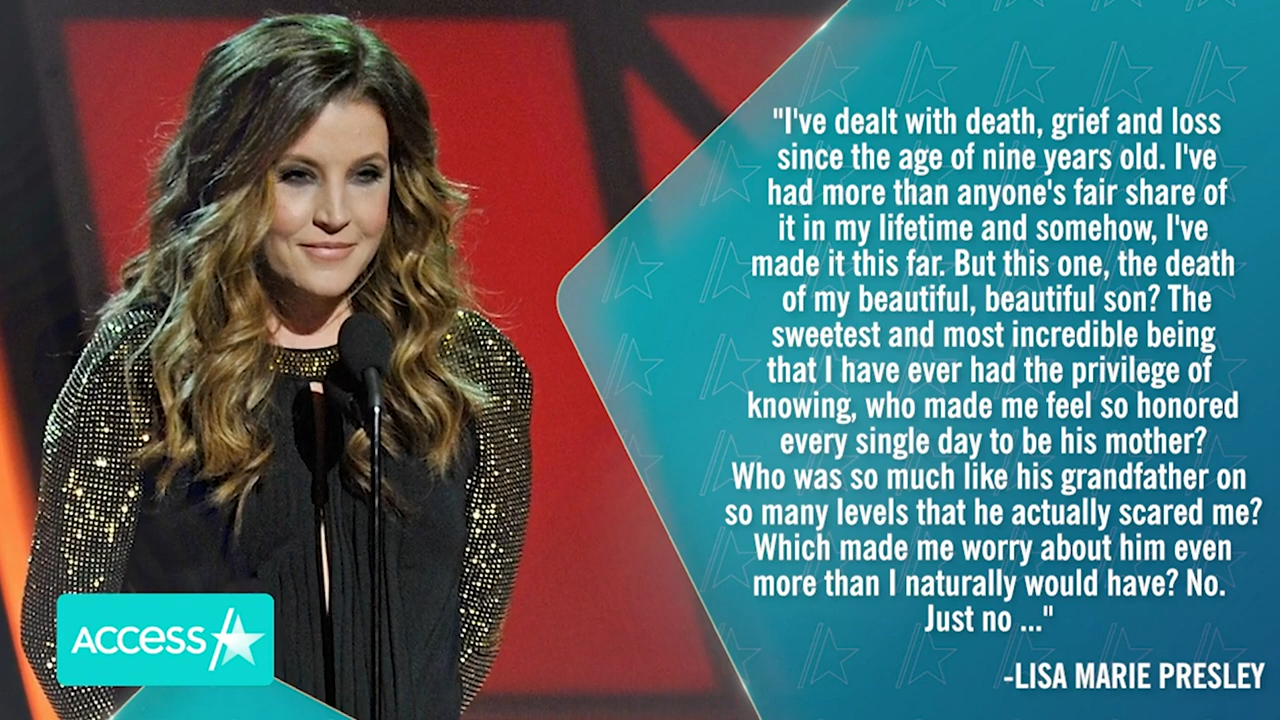 "I've dealt with death, grief and loss
since the age of nine years old. I've
had more than anyone's fair share of
it in my lifetime and somehow, I've
made it this far. But this one, the death
of my beautiful, beautiful son? The
sweetest and most incredible being
that I have ever had the privilege of
knowing, who made me feel so honored
every single day to be his mother?
Who was so much like his grandfather on
so many levels that he actually scared me?
Which made me worry about him even
more than I naturally would have? No.
Just no ..."
-LISA MARIE PRESLEY
ACCESS